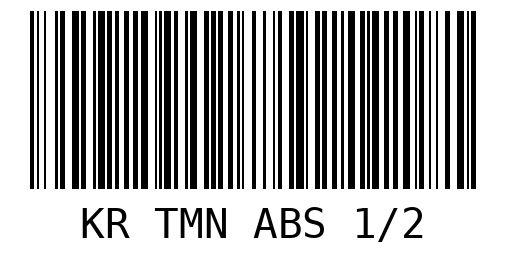 KR TMN ABS 1/2